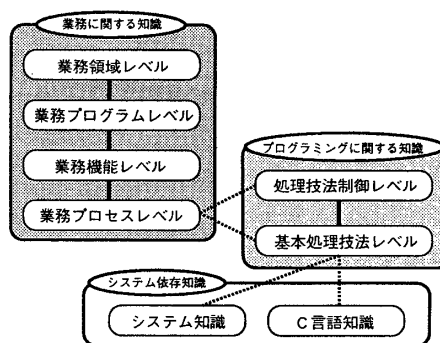 業務に関する知識
業務領域レベル
業務プログラムレベル
業務機能レベル
業務プロセスレベル
プログラミングに関する知識
処理技法制御レベル
基本処理技法レベル
システム依存知識
システム知識
C言語知識